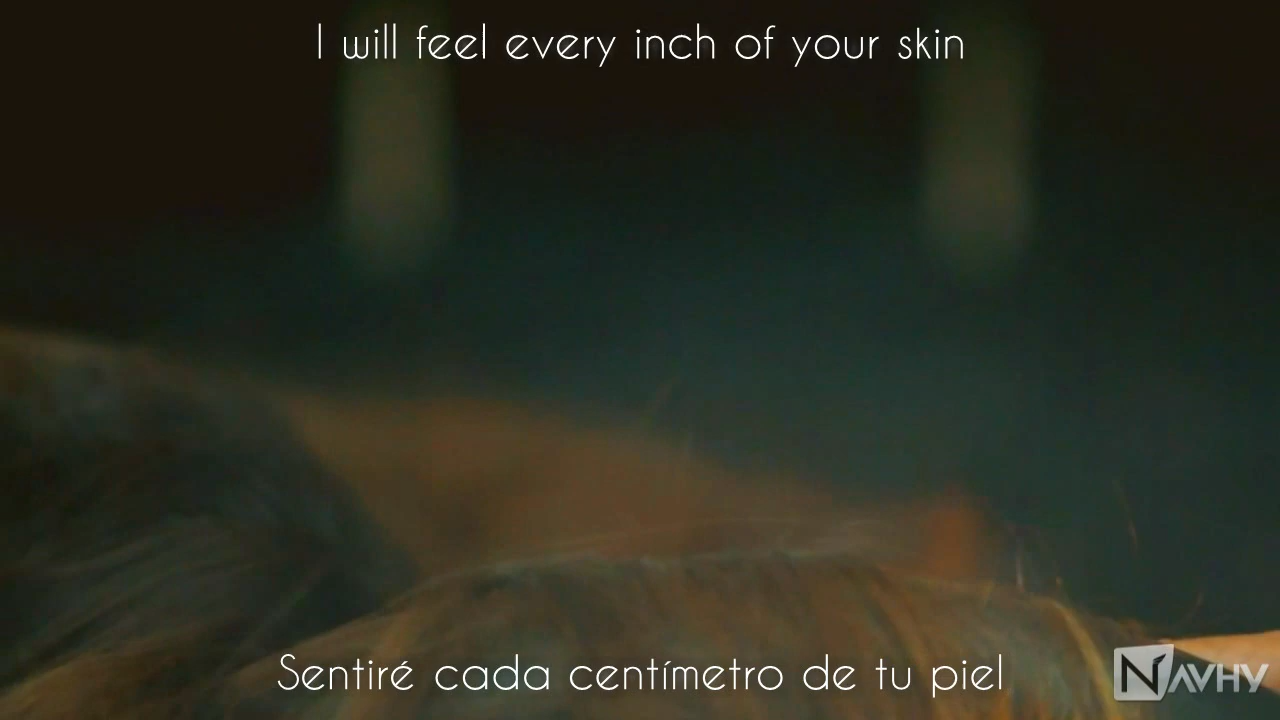 I will feel every inch of your skin
Sentiré cada centímetro de tu piel
NAVHY